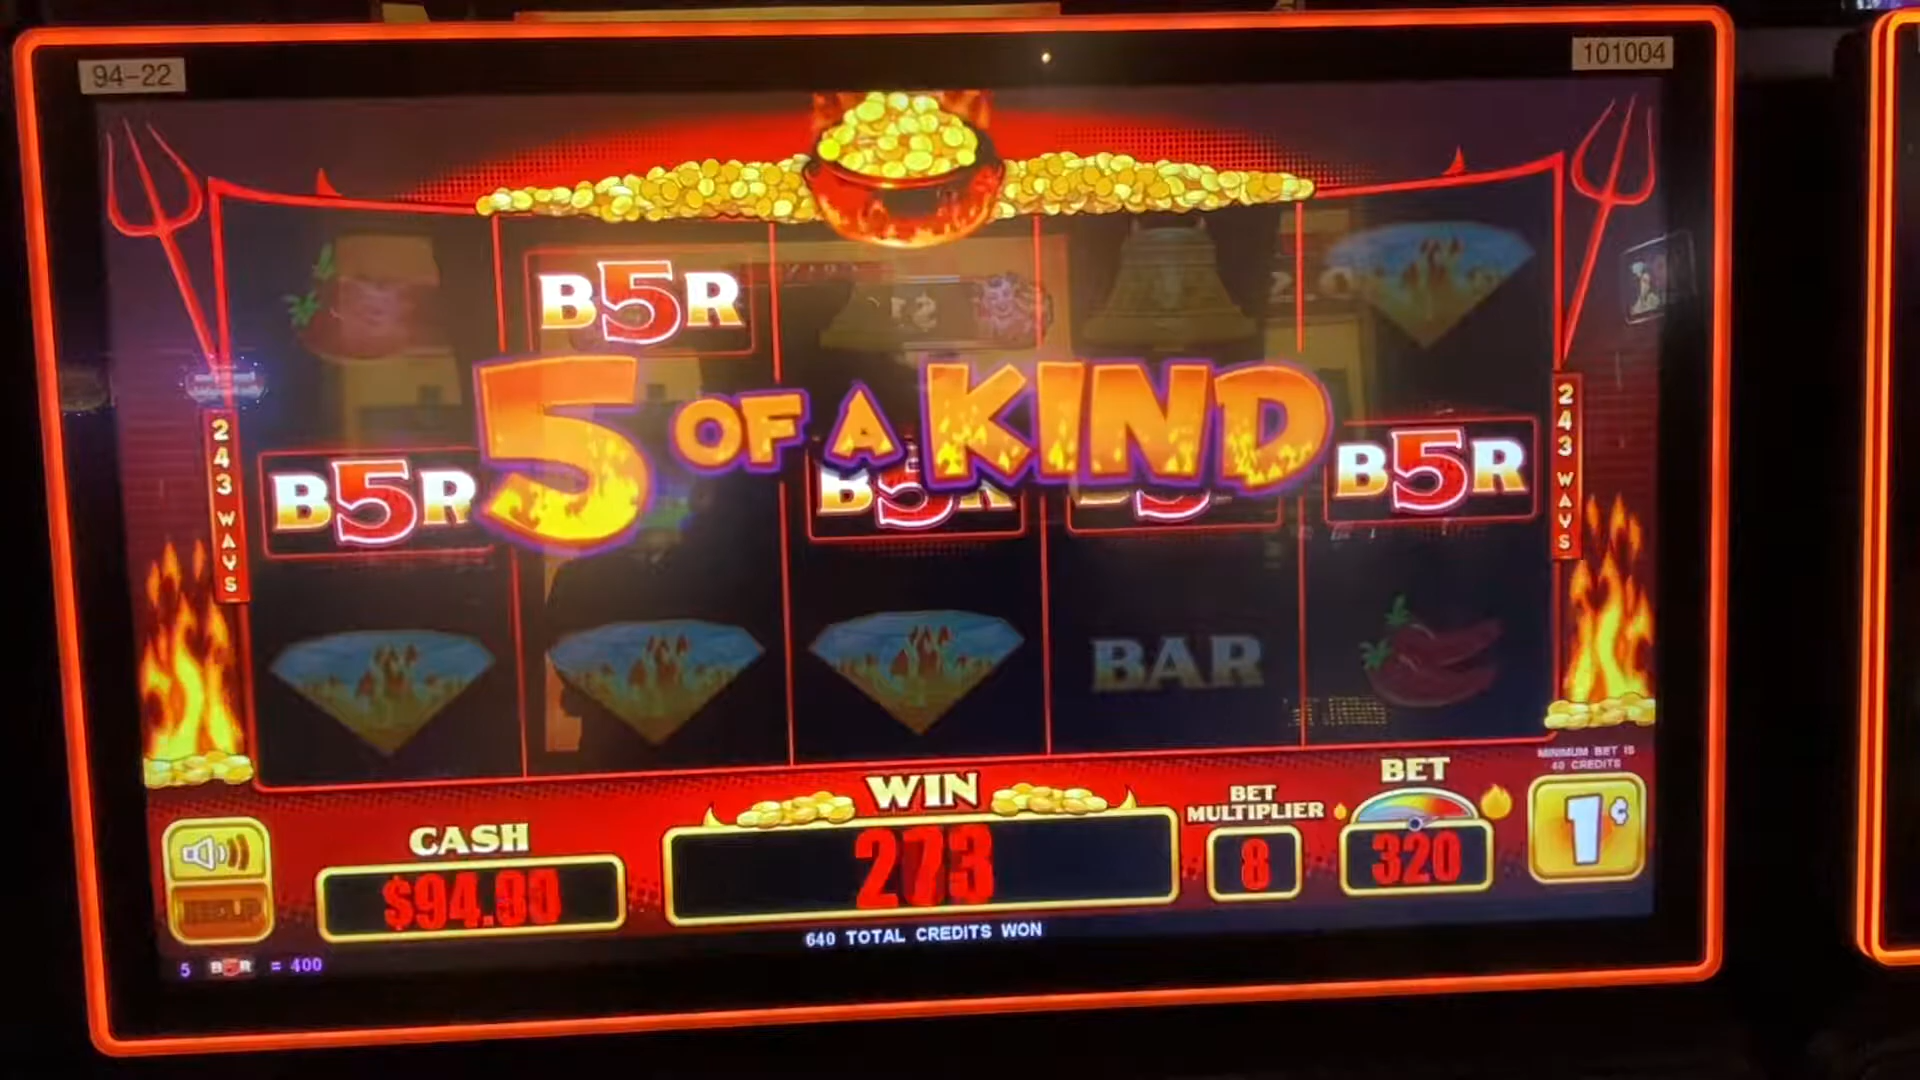 94-22
101004
B5R
5 OF A KIND
B5R
B5R
B5R
243 WAYS
243 WAYS
BAR
MINIMUM BET IS
40 CREDITS
WIN
BET
MULTIPLIER
BET
1¢
CASH
273
8
320
640 TOTAL CREDITS WON
5 B5R = 400